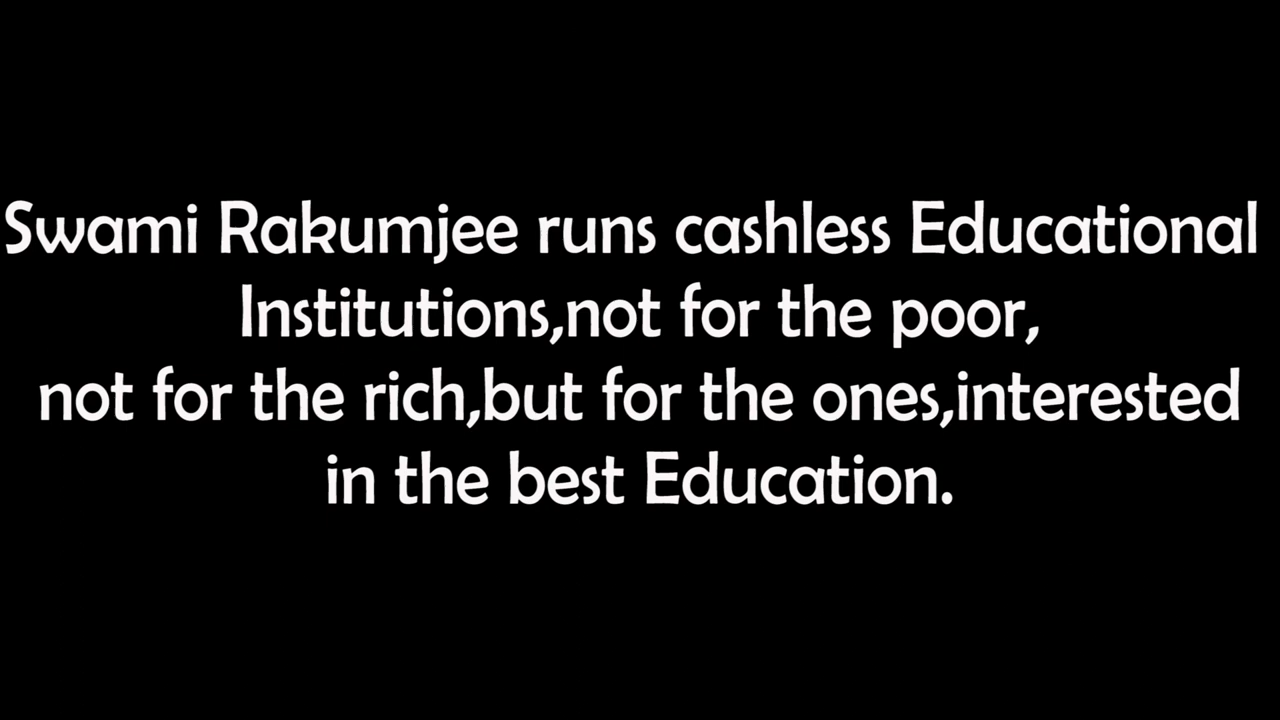 Swami Rakumjee runs cashless Educational
Institutions,not for the poor,
not for the rich,but for the ones,interested
in the best Education.